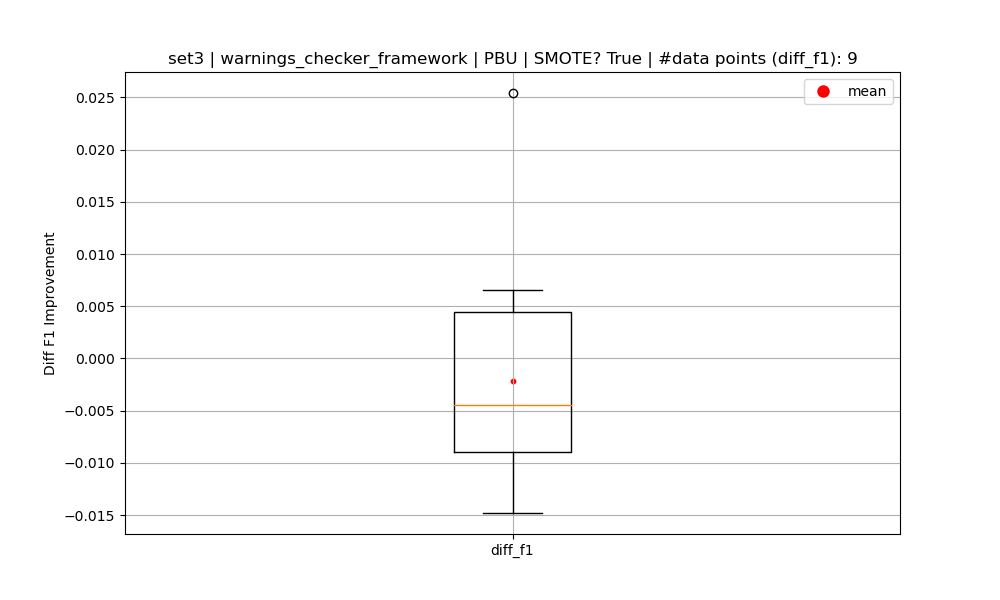 set3 | warnings_checker_framework | PBU | SMOTE? True | #data points (diff_f1): 9
mean
0.025
0.020
0.015
0.010
0.005
0.000
−0.005
−0.010
−0.015
Diff F1 Improvement
diff_f1